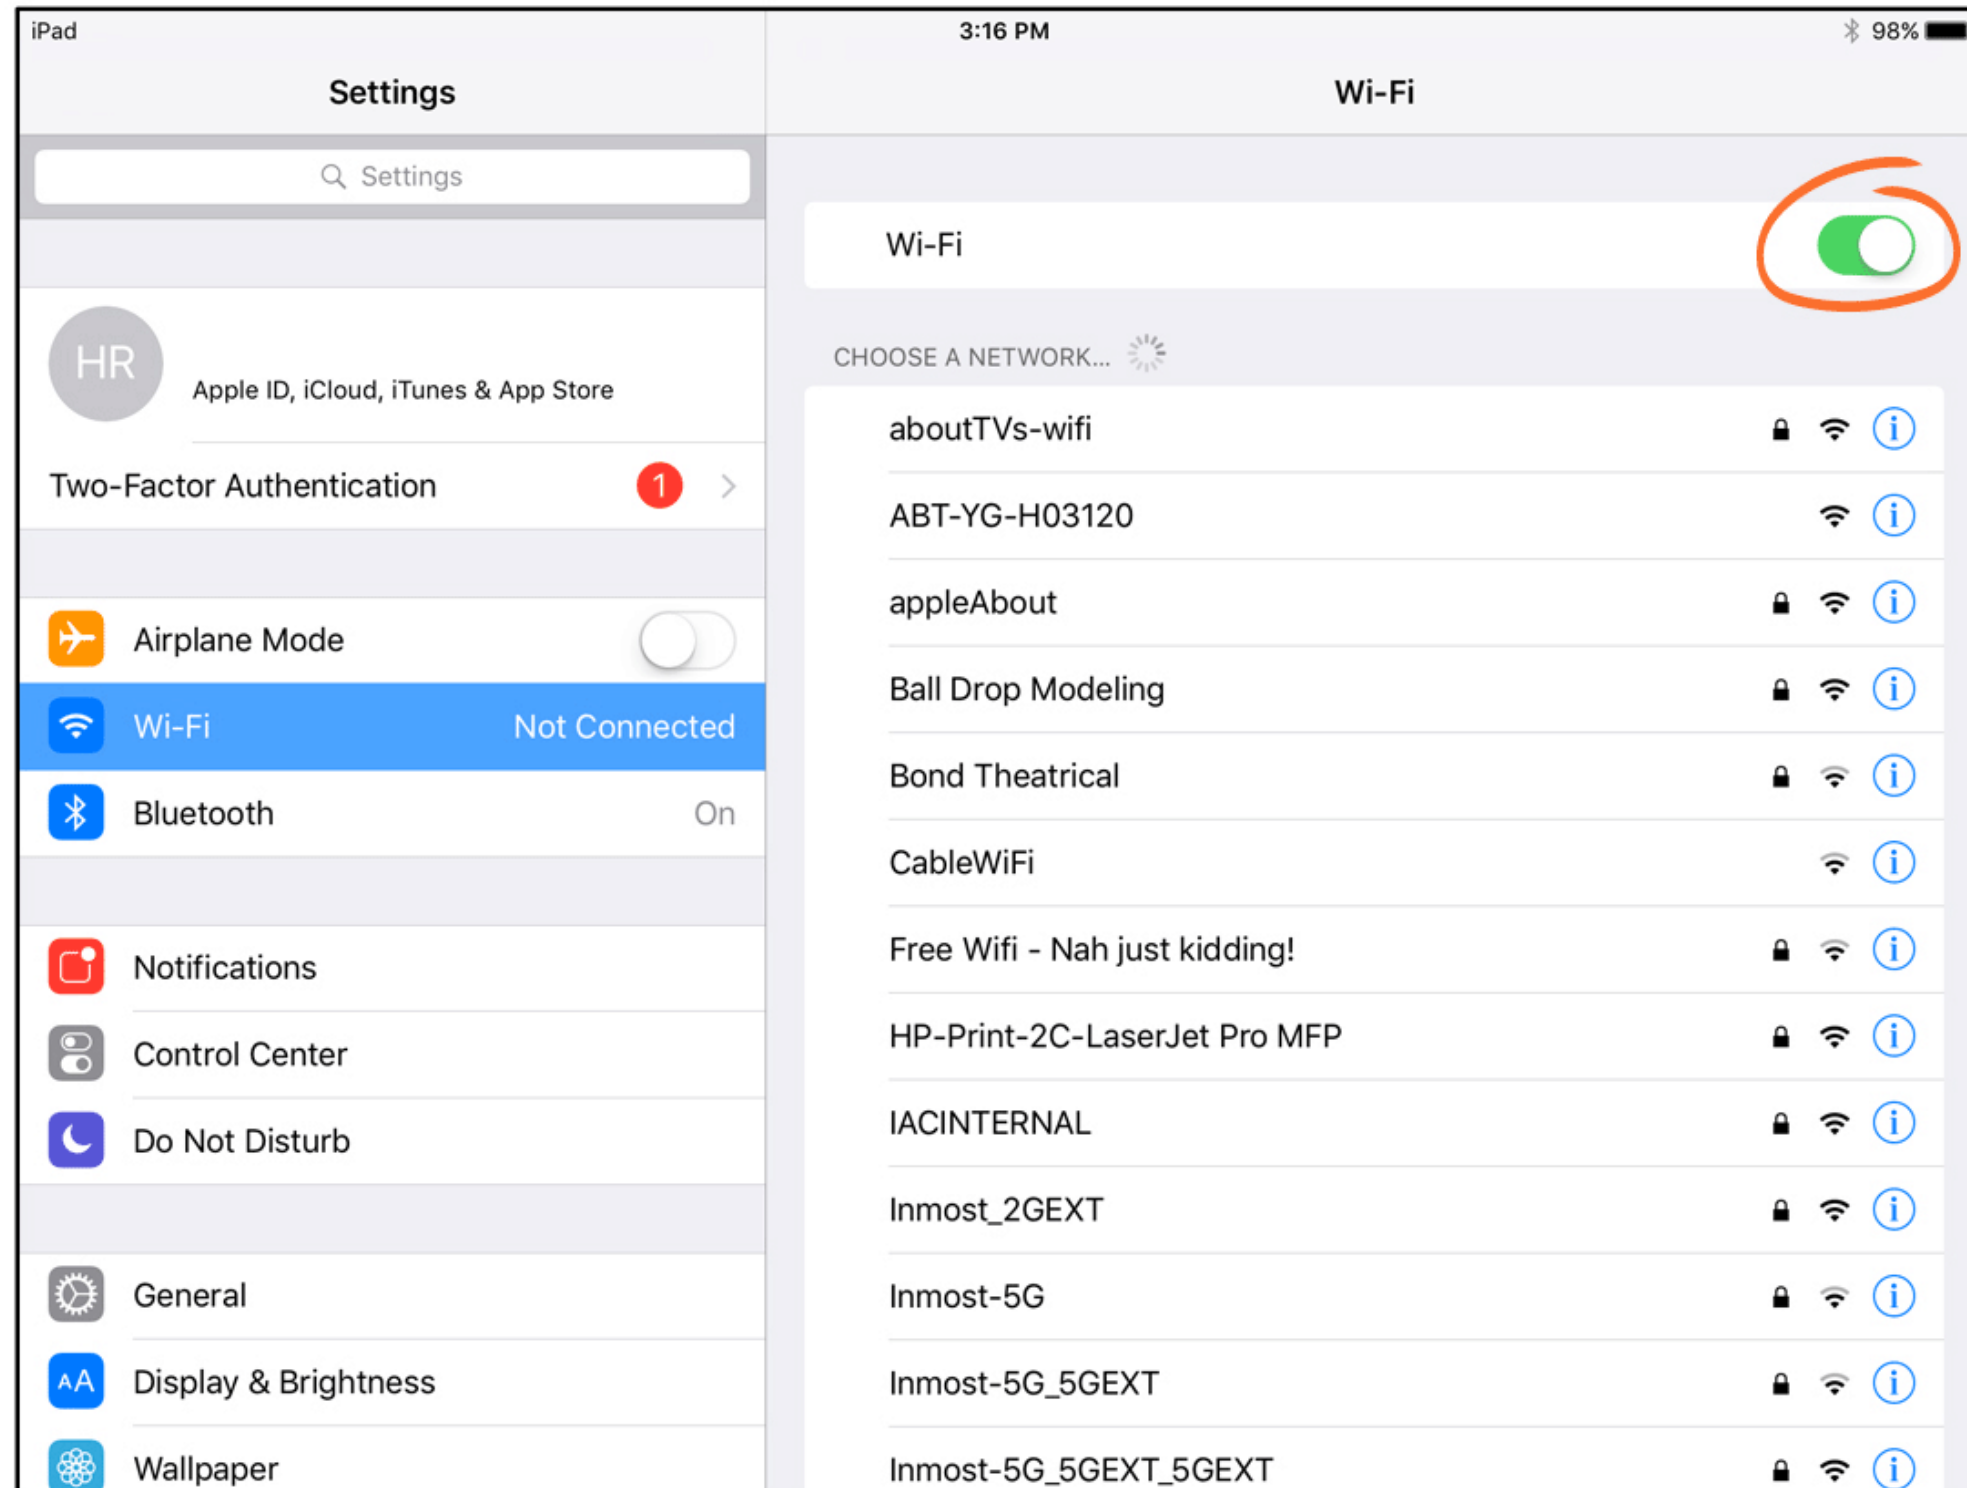 iPad
3:16 PM
98%
Settings
Wi-Fi
Settings
HR
Apple ID, iCloud, iTunes & App Store
Two-Factor Authentication 1
Airplane Mode
Wi-Fi Not Connected
Bluetooth On
Notifications
Control Center
Do Not Disturb
General
AA Display & Brightness
Wallpaper
Wi-Fi
CHOOSE A NETWORK...
aboutTVs-wifi
ABT-YG-H03120
appleAbout
Ball Drop Modeling
Bond Theatrical
CableWiFi
Free Wifi - Nah just kidding!
HP-Print-2C-LaserJet Pro MFP
IACINTERNAL
Inmost_2GEXT
Inmost-5G
Inmost-5G_5GEXT
Inmost-5G_5GEXT_5GEXT